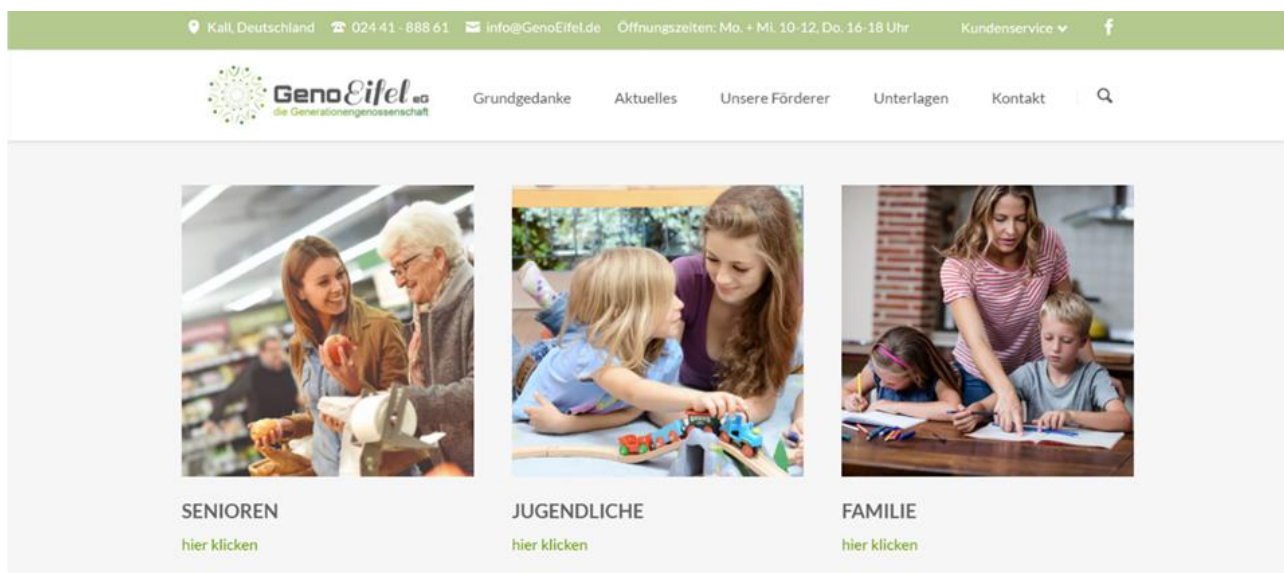 Kall, Deutschland 024 41 - 888 61 info@GenoEifel.de Öffnungszeiten: Mo. + Mi. 10-12, Do. 16-18 Uhr Kundenservice f
GenoEifel eG
die Generationengenossenschaft
Grundgedanke Aktuelles Unsere Förderer Unterlagen Kontakt
SENIOREN JUGENDLICHE FAMILIE
hier klicken hier klicken hier klicken